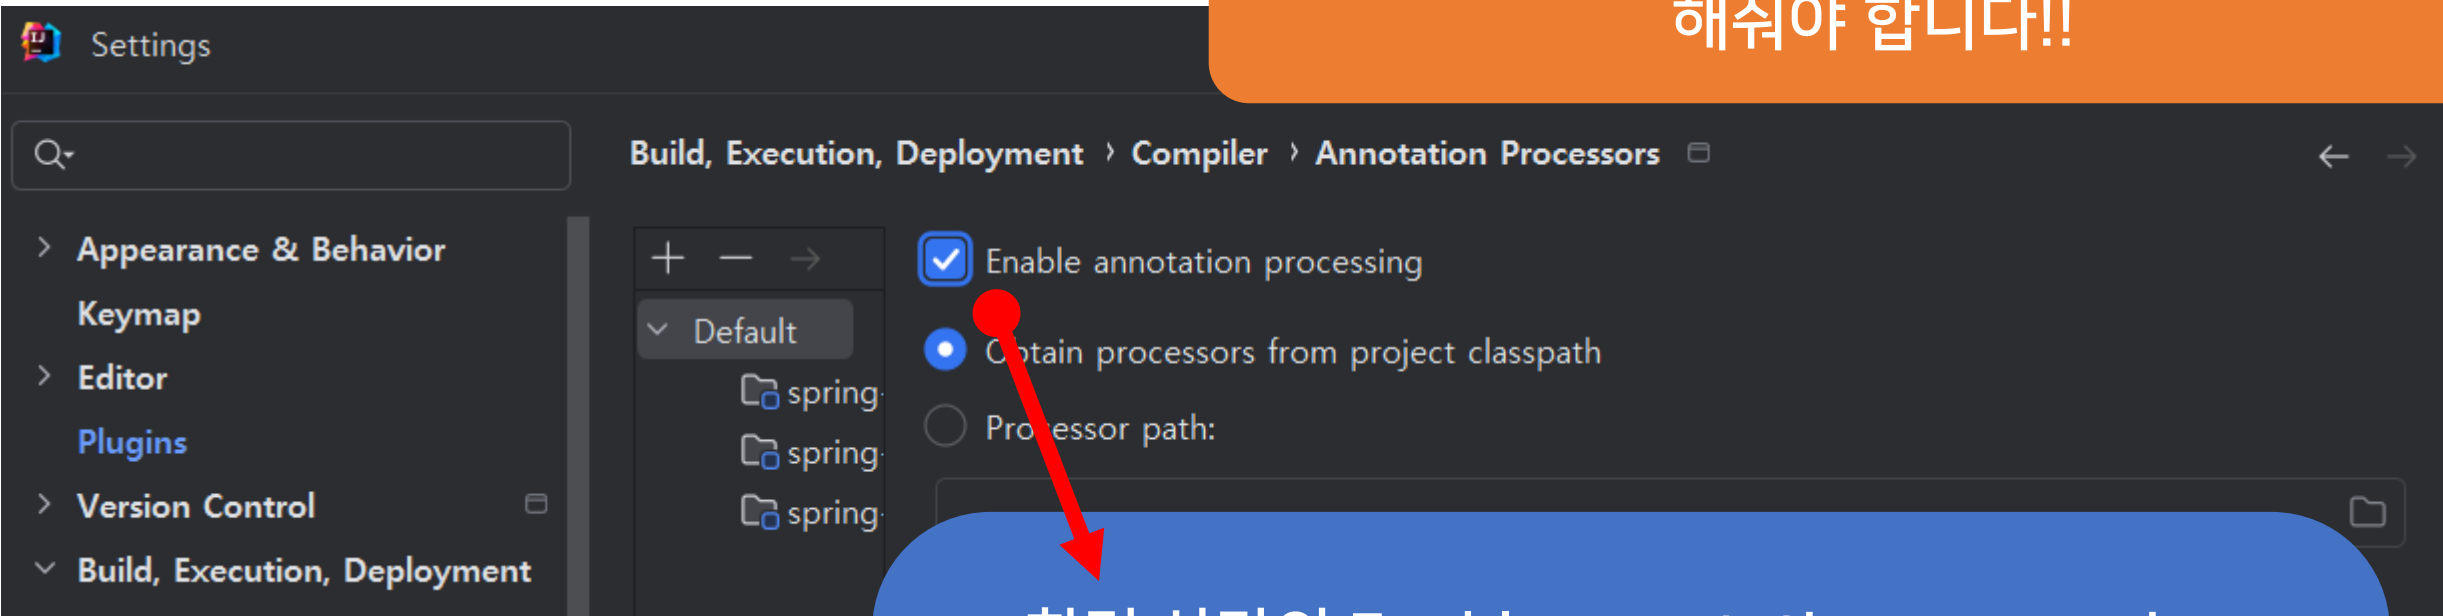 해줘야 합니다!!
Settings
Build, Execution, Deployment › Compiler › Annotation Processors
Appearance & Behavior
Keymap
Editor
Plugins
Version Control
Build, Execution, Deployment
Default
spring-
spring-
spring-
Enable annotation processing
Obtain processors from project classpath
Processor path: